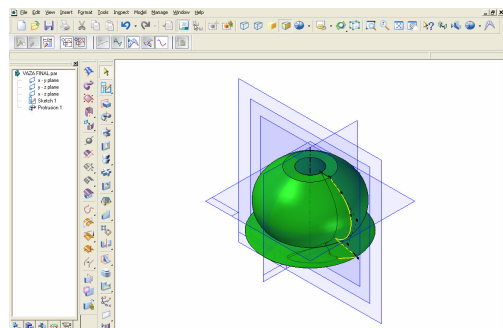 File Edit View Insert Format Tools Inspect Model Manage Window Help
VAZA FINAL.par
x - y plane
y - z plane
x - z plane
Sketch 1
Protrusion 1